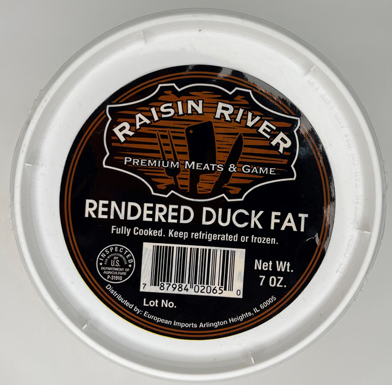 RAISIN RIVER
PREMIUM MEATS & GAME
RENDERED DUCK FAT
Fully Cooked. Keep refrigerated or frozen.
INSPECTED
BY
U.S.
DEPARTMENT OF
AGRICULTURE
Net Wt.
7 OZ.
7 87984 02065 0
Lot No.
Distributed by: European Imports Arlington Heights, IL 60005